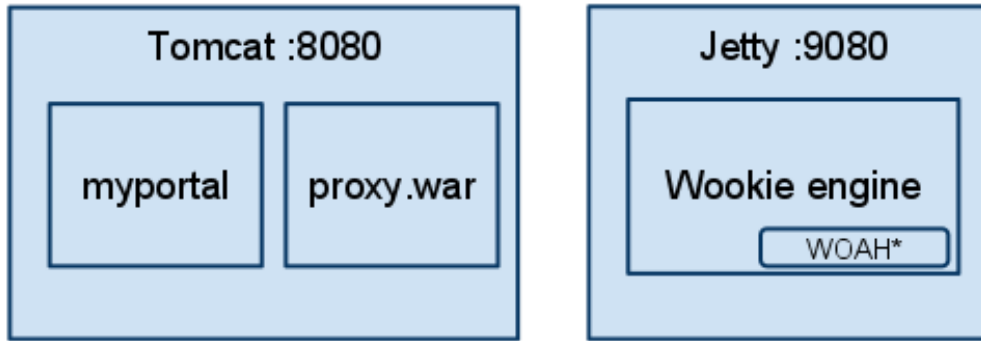 Tomcat :8080
myportal
proxy.war
Jetty :9080
Wookie engine
WOAH*